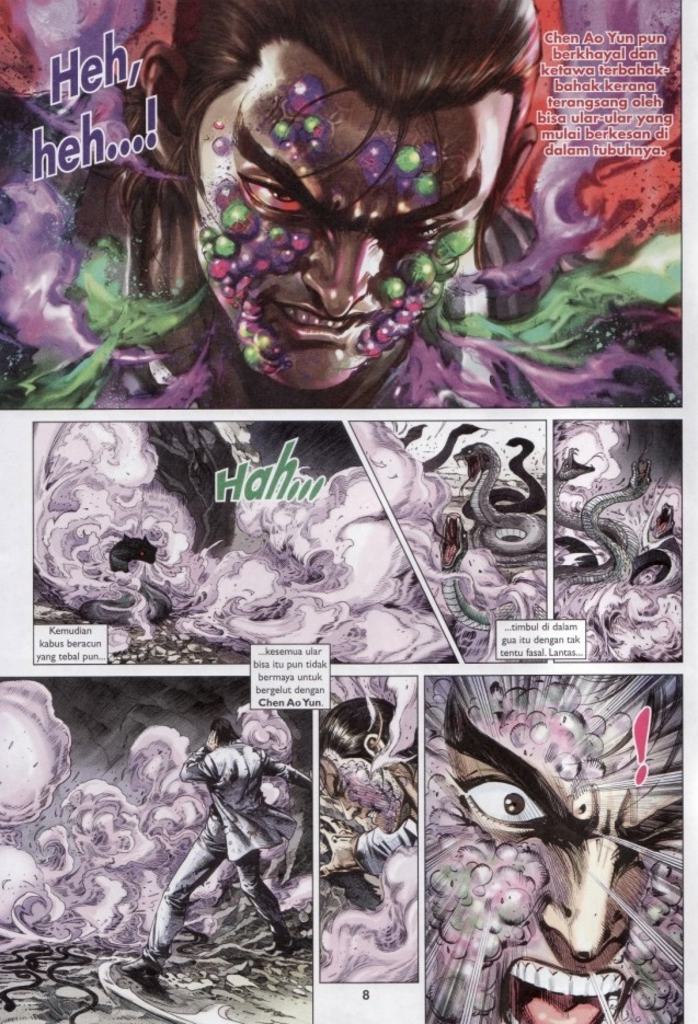 Heh,
heh...!
Chen Ao Yun pun
berkhayal dan
ketawa terbahak-
bahak kerana
terangsang oleh
bisa ular-ular yang
mulai berkesan di
dalam tubuhnya.
Hah...
Kemudian
kabus beracun
yang tebal pun...
...timbul di dalam
gua itu dengan tak
tentu fasal. Lantas...
...kesemua ular
bisa itu pun tidak
bermaya untuk
bergelut dengan
Chen Ao Yun.
!
8